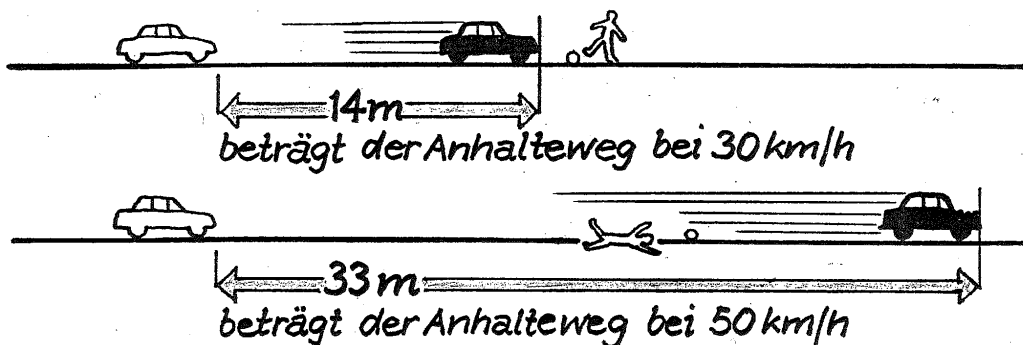 14m
beträgt der Anhalteweg bei 30 km/h
33 m
beträgt der Anhalteweg bei 50 km/h